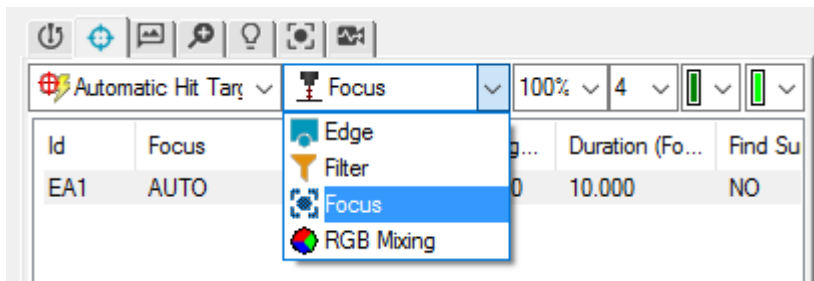 Automatic Hit Targ Focus 100% 4
Id Focus g... Duration (Fo... Find Su
EA1 AUTO 0 10.000 NO
Edge
Filter
Focus
RGB Mixing